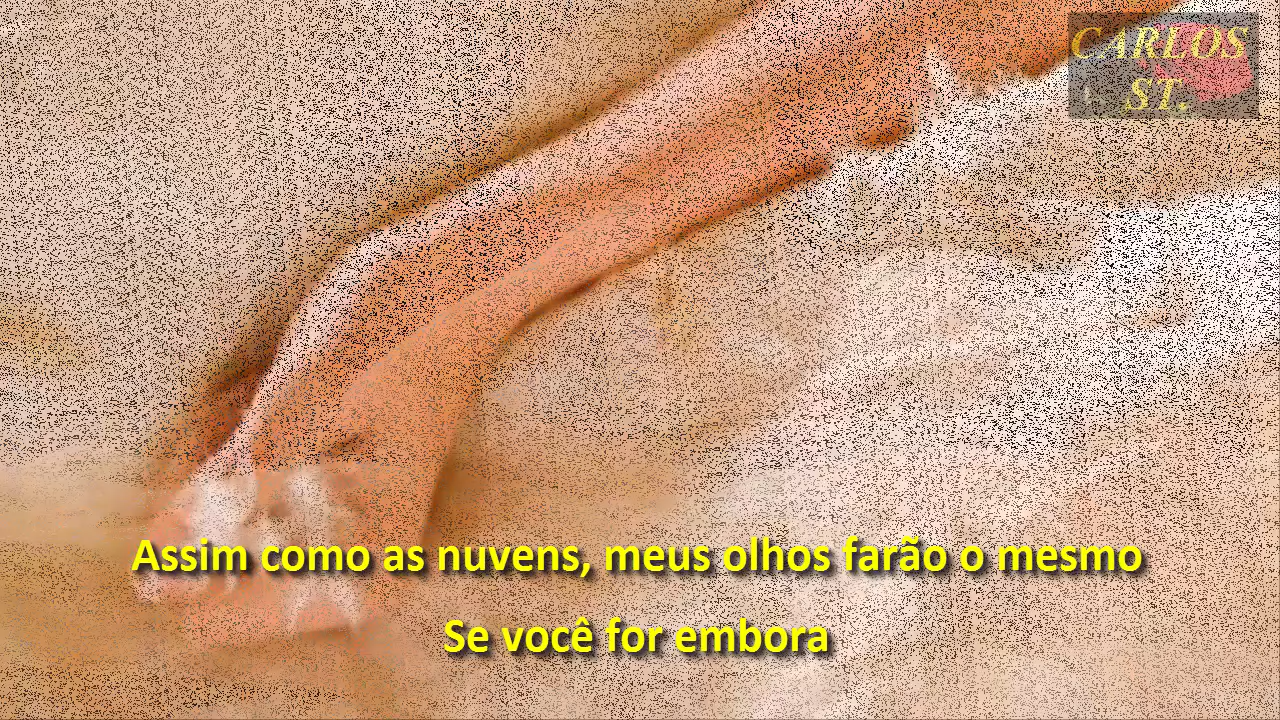 CARLOS
ST.
Assim como as nuvens, meus olhos farão o mesmo
Se você for embora